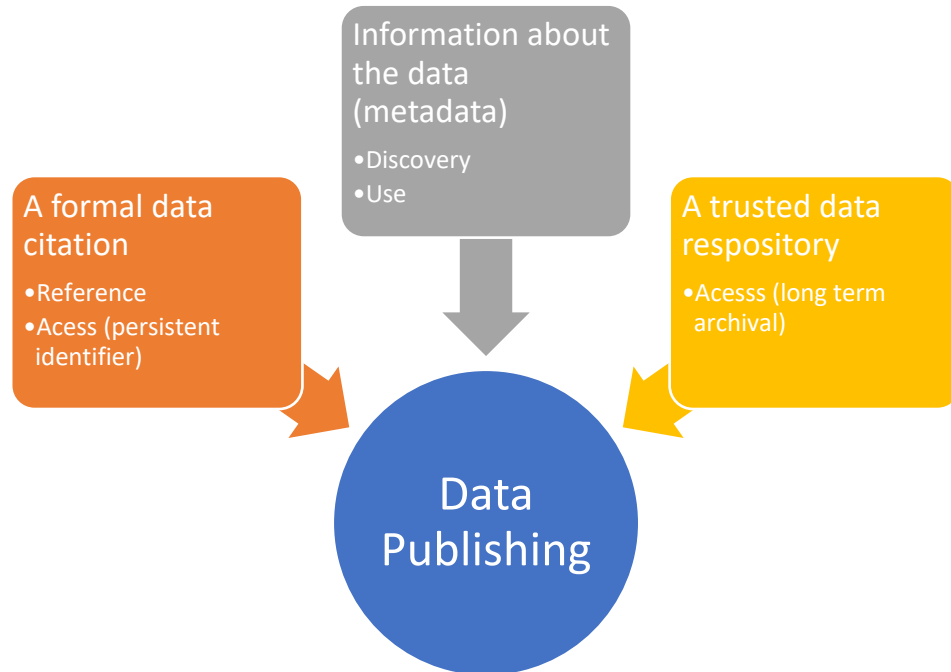 Information about
the data
(metadata)
•Discovery
•Use
A formal data
citation
•Reference
•Acess (persistent
identifier)
A trusted data
respository
•Acesss (long term
archival)
Data
Publishing